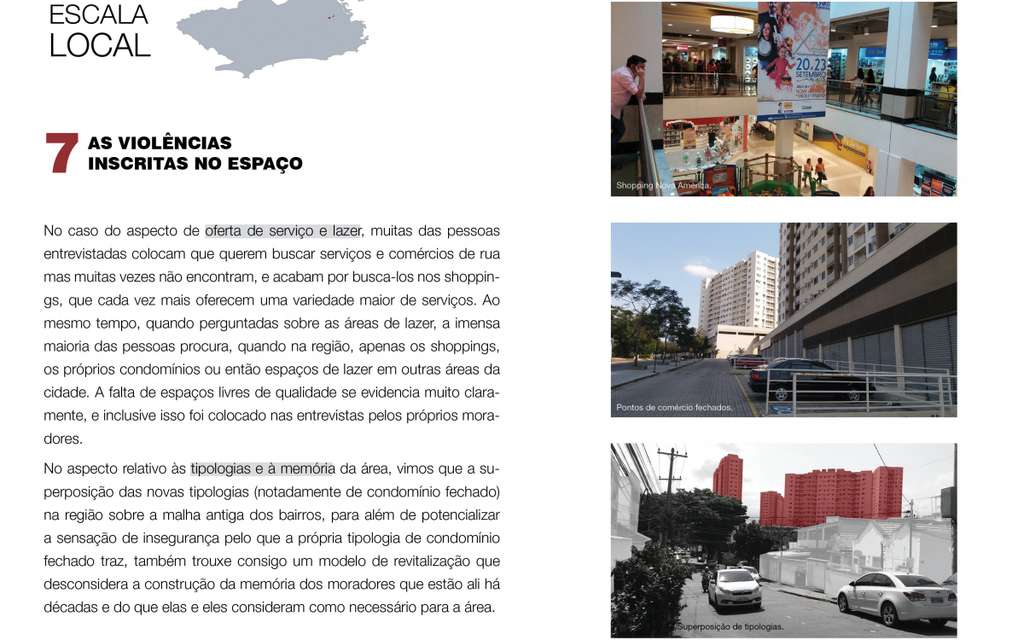 ESCALA
LOCAL
7 AS VIOLÊNCIAS
INSCRITAS NO ESPAÇO
No caso do aspecto de oferta de serviço e lazer, muitas das pessoas
entrevistadas colocam que querem buscar serviços e comércios de rua
mas muitas vezes não encontram, e acabam por busca-los nos shoppin-
gs, que cada vez mais oferecem uma variedade maior de serviços. Ao
mesmo tempo, quando perguntadas sobre as áreas de lazer, a imensa
maioria das pessoas procura, quando na região, apenas os shoppings,
os próprios condomínios ou então espaços de lazer em outras áreas da
cidade. A falta de espaços livres de qualidade se evidencia muito clara-
mente, e inclusive isso foi colocado nas entrevistas pelos próprios mora-
dores.
No aspecto relativo às tipologias e à memória da área, vimos que a su-
perposição das novas tipologias (notadamente de condomínio fechado)
na região sobre a malha antiga dos bairros, para além de potencializar
a sensação de insegurança pelo que a própria tipologia de condomínio
fechado traz, também trouxe consigo um modelo de revitalização que
desconsidera a construção da memória dos moradores que estão ali há
décadas e do que elas e eles consideram como necessário para a área.
20 A 23
SETEMBRO
Shopping Nova América.
Pontos de comércio fechados.
Superposição de tipologias.